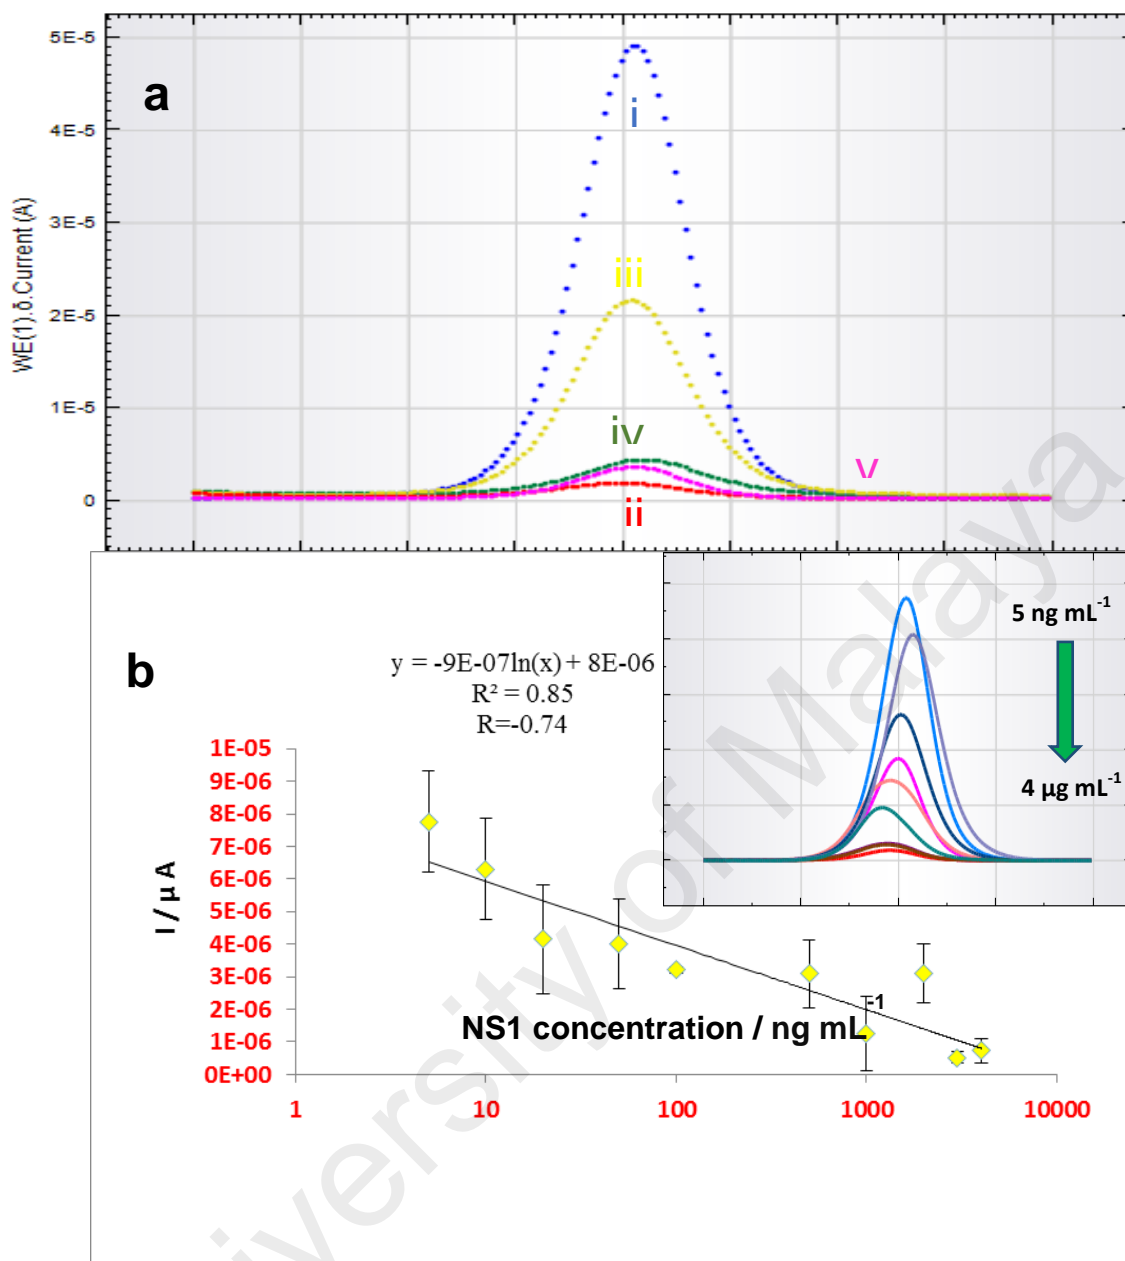 a
5E-5
4E-5
3E-5
2E-5
1E-5
0
WE(1).δ.Current (A)
i
iii
iv
v
ii
b
y = -9E-07ln(x) + 8E-06
R² = 0.85
R=-0.74
5 ng mL⁻¹
4 µg mL⁻¹
1E-05
9E-06
8E-06
7E-06
6E-06
5E-06
4E-06
3E-06
2E-06
1E-06
0E+00
I / µ A
NS1 concentration / ng mL⁻¹
1 10 100 1000 10000
versity of Malaya